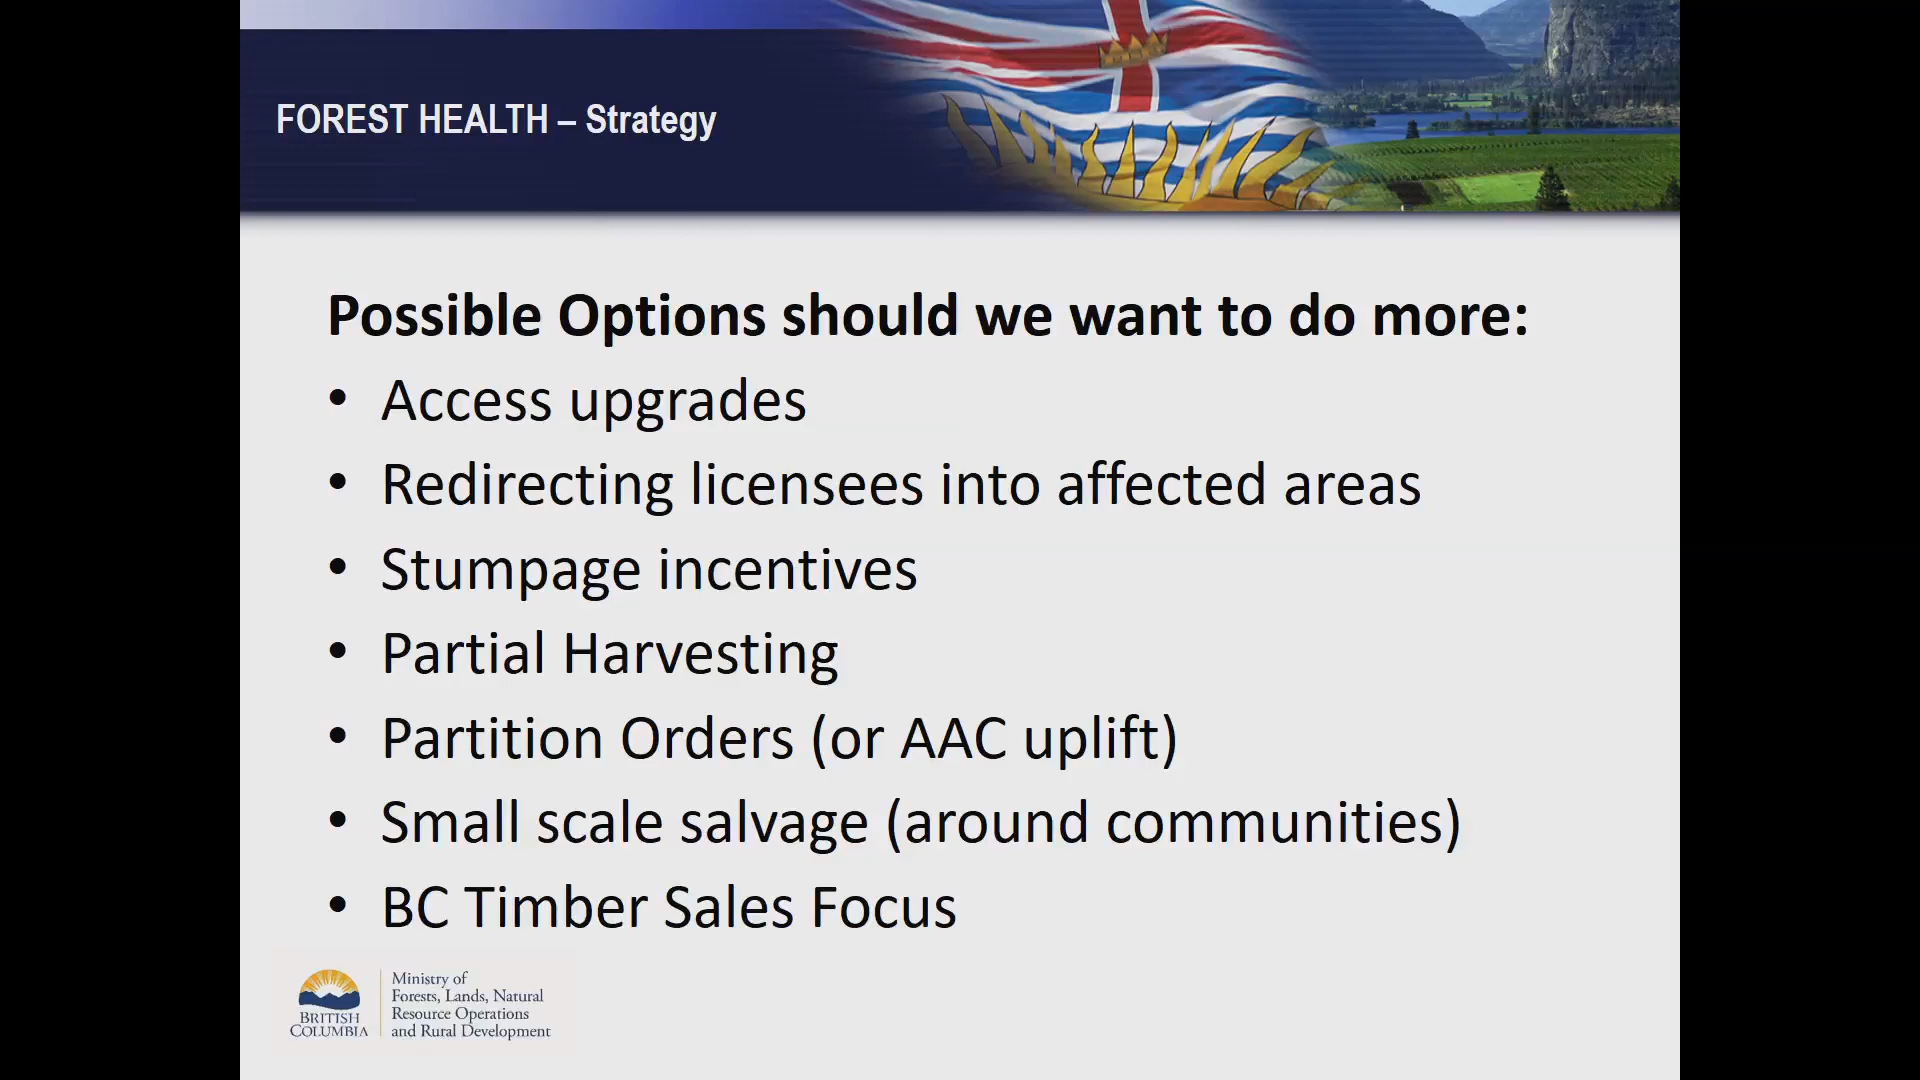 FOREST HEALTH – Strategy
Possible Options should we want to do more:
• Access upgrades
• Redirecting licensees into affected areas
• Stumpage incentives
• Partial Harvesting
• Partition Orders (or AAC uplift)
• Small scale salvage (around communities)
• BC Timber Sales Focus
BRITISH
COLUMBIA
Ministry of
Forests, Lands, Natural
Resource Operations
and Rural Development